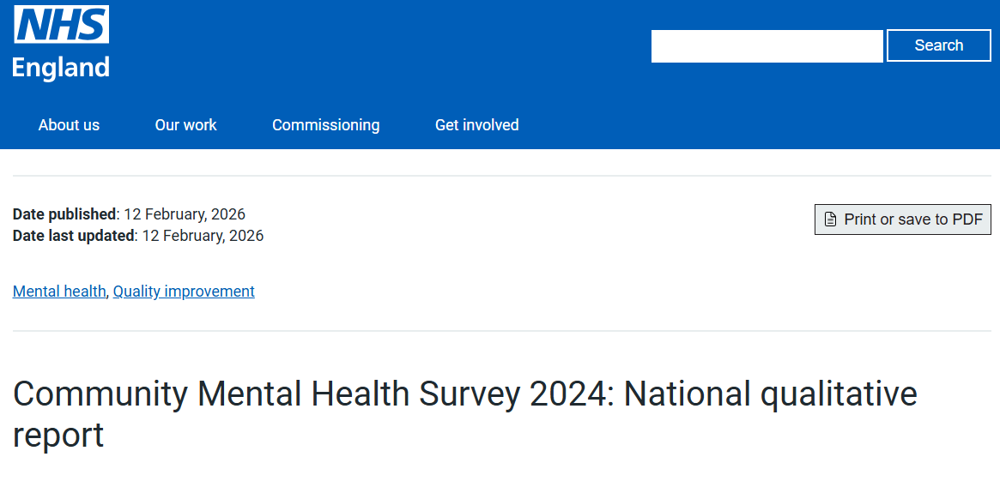 NHS
England
Search
About us
Our work
Commissioning
Get involved
Date published: 12 February, 2026
Date last updated: 12 February, 2026
Print or save to PDF
Mental health, Quality improvement
Community Mental Health Survey 2024: National qualitative
report